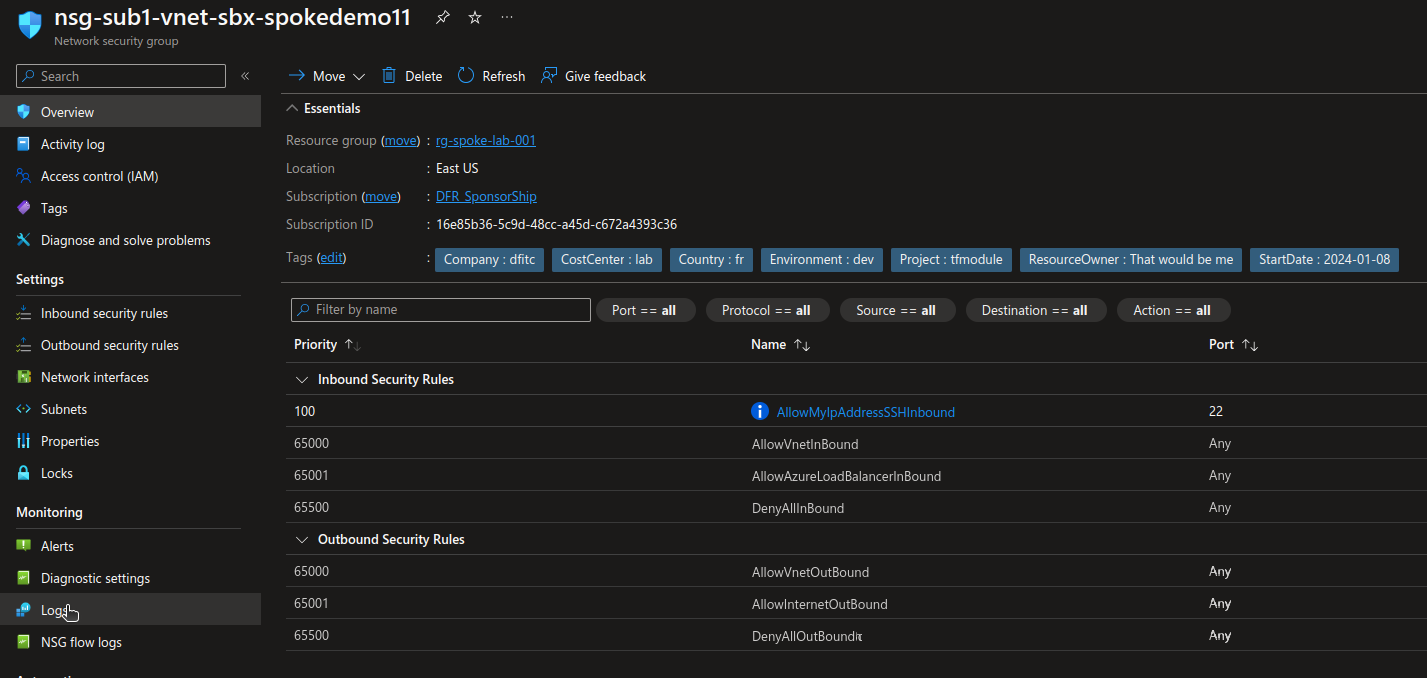 nsg-sub1-vnet-sbx-spokedemo11
Network security group
Search
Overview
Activity log
Access control (IAM)
Tags
Diagnose and solve problems
Settings
Inbound security rules
Outbound security rules
Network interfaces
Subnets
Properties
Locks
Monitoring
Alerts
Diagnostic settings
Logs
NSG flow logs
Move Delete Refresh Give feedback
Essentials
Resource group (move) : rg-spoke-lab-001
Location : East US
Subscription (move) : DFR_SponsorShip
Subscription ID : 16e85b36-5c9d-48cc-a45d-c672a4393c36
Tags (edit) : Company : dfitc CostCenter : lab Country : fr Environment : dev Project : tfmodule ResourceOwner : That would be me StartDate : 2024-01-08
Filter by name Port == all Protocol == all Source == all Destination == all Action == all
Priority Name Port
Inbound Security Rules
100 AllowMyIpAddressSSHInbound 22
65000 AllowVnetInBound Any
65001 AllowAzureLoadBalancerInBound Any
65500 DenyAllInBound Any
Outbound Security Rules
65000 AllowVnetOutBound Any
65001 AllowInternetOutBound Any
65500 DenyAllOutBound Any